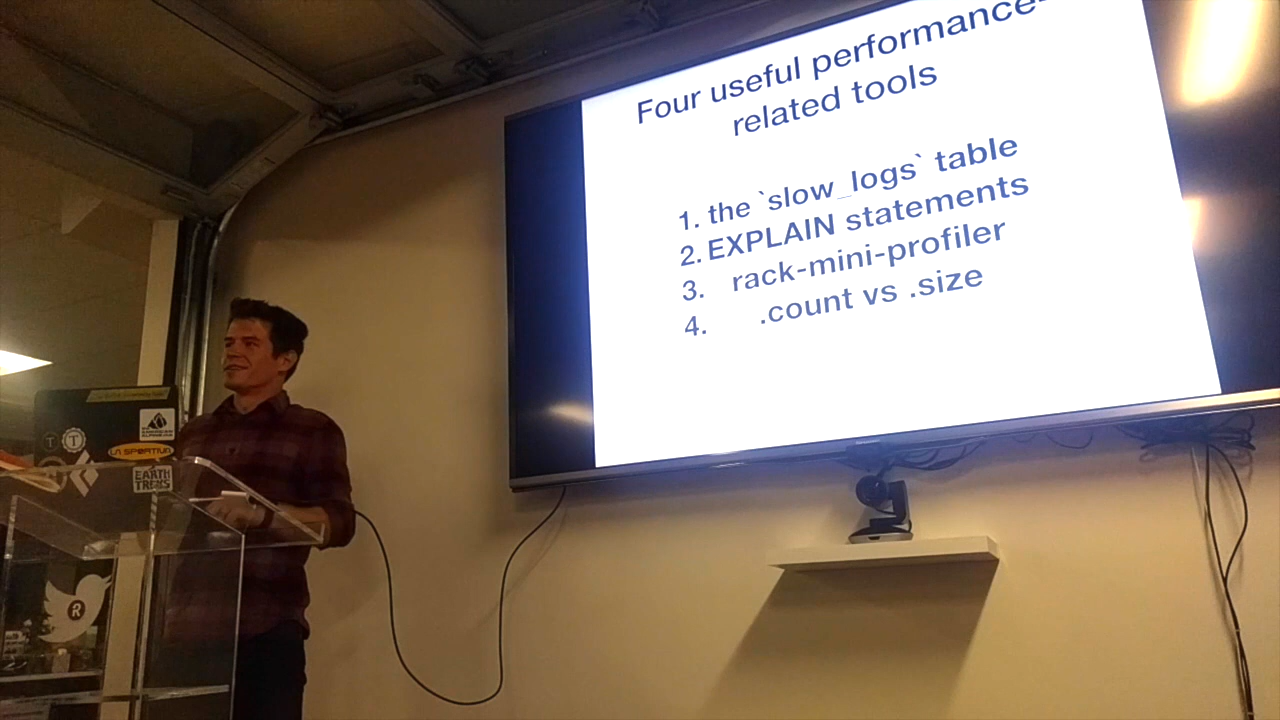 Four useful performance-
related tools
1. the `slow_logs` table
2. EXPLAIN statements
3. rack-mini-profiler
4. .count vs .size
LA SPORTIVA
EARTH
TREKS
T
T
R